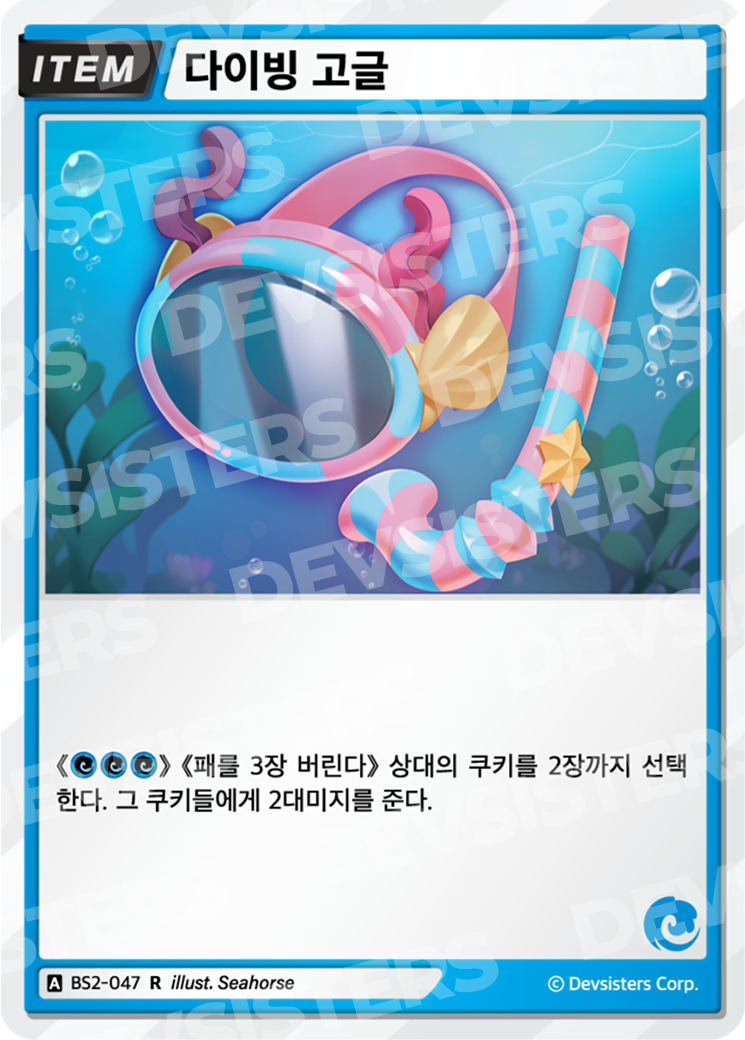 ITEM 다이빙 고글
《》《패를 3장 버린다》 상대의 쿠키를 2장까지 선택
한다. 그 쿠키들에게 2대미지를 준다.
A BS2-047 R illust. Seahorse
© Devsisters Corp.
DEVSISTERS